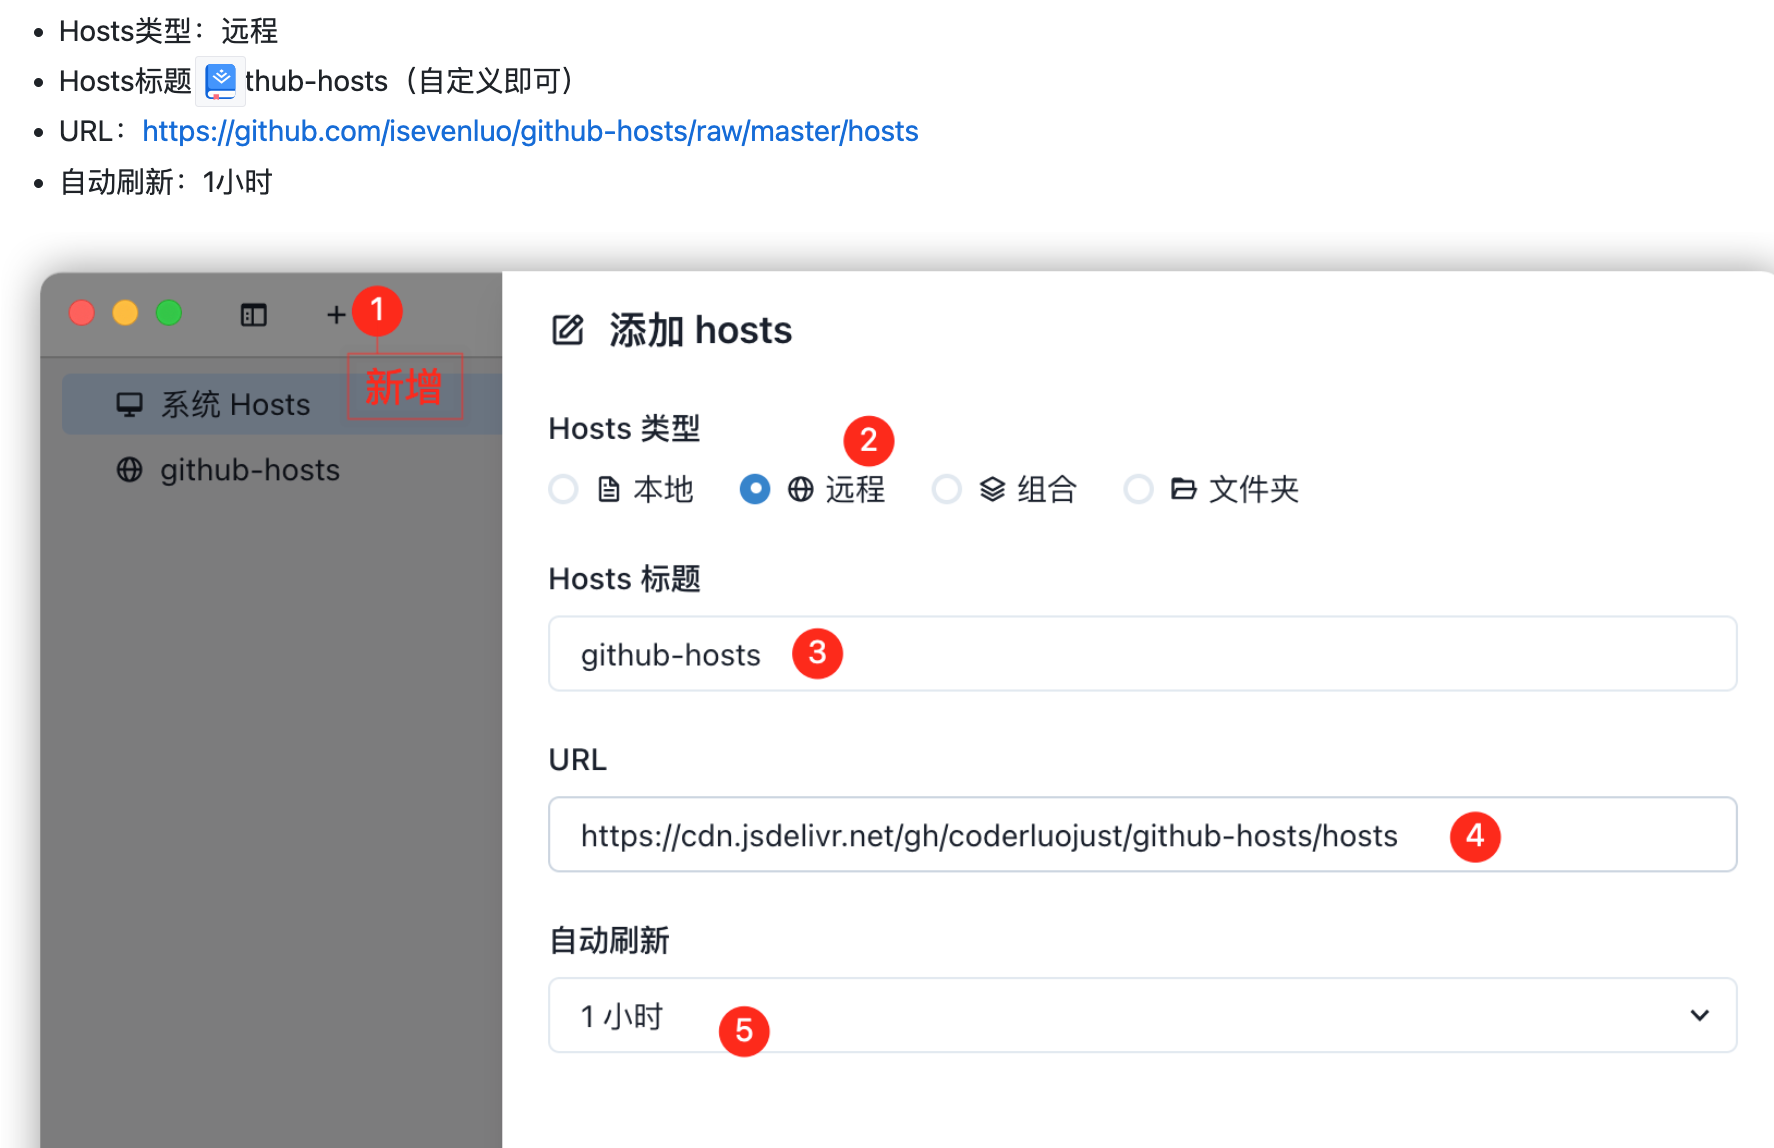 Hosts类型：远程
Hosts标题 thub-hosts（自定义即可）
URL：https://github.com/isevenluo/github-hosts/raw/master/hosts
自动刷新：1小时
+ 1
新增
系统 Hosts
github-hosts
添加 hosts
Hosts 类型
2
本地 远程 组合 文件夹
Hosts 标题
github-hosts 3
URL
https://cdn.jsdelivr.net/gh/coderluojust/github-hosts/hosts 4
自动刷新
1 小时 5